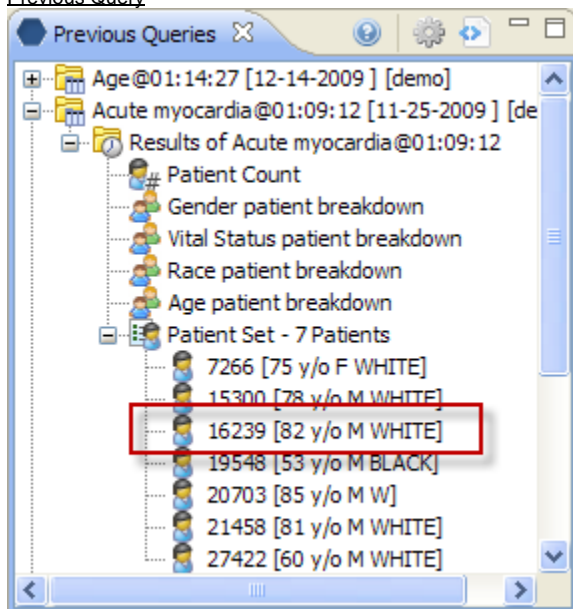 Previous Query
Previous Queries
Age@01:14:27 [12-14-2009 ] [demo]
Acute myocardia@01:09:12 [11-25-2009 ] [de
Results of Acute myocardia@01:09:12
Patient Count
Gender patient breakdown
Vital Status patient breakdown
Race patient breakdown
Age patient breakdown
Patient Set - 7 Patients
7266 [75 y/o F WHITE]
15300 [78 y/o M WHITE]
16239 [82 y/o M WHITE]
19548 [53 y/o M BLACK]
20703 [85 y/o M W]
21458 [81 y/o M WHITE]
27422 [60 y/o M WHITE]